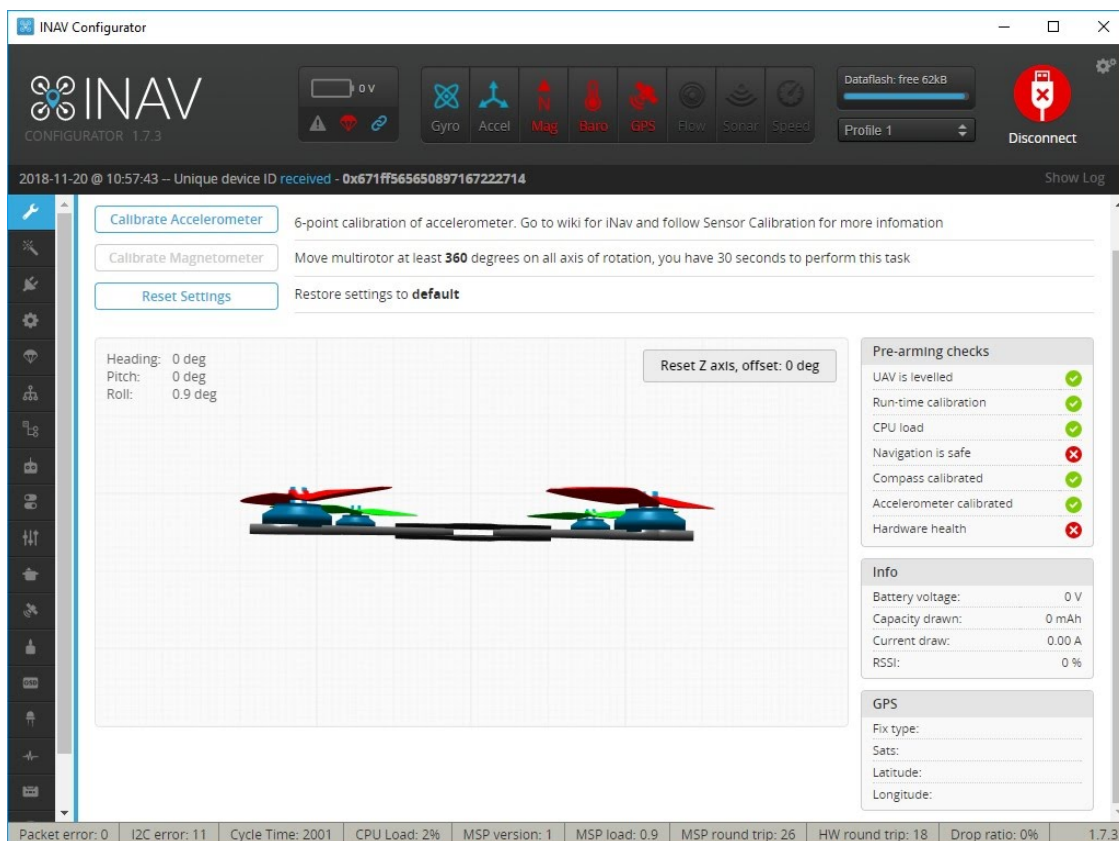 INAV Configurator
INAV
CONFIGURATOR 1.7.3
0 V
Gyro Accel Mag Baro GPS Flow Sonar Speed
Dataflash: free 62kB
Profile 1
Disconnect
2018-11-20 @ 10:57:43 -- Unique device ID received - 0x671ff565650897167222714
Show Log
Calibrate Accelerometer
6-point calibration of accelerometer. Go to wiki for iNav and follow Sensor Calibration for more infomation
Calibrate Magnetometer
Move multirotor at least 360 degrees on all axis of rotation, you have 30 seconds to perform this task
Reset Settings
Restore settings to default
Heading: 0 deg
Pitch: 0 deg
Roll: 0.9 deg
Reset Z axis, offset: 0 deg
Pre-arming checks
UAV is levelled
Run-time calibration
CPU load
Navigation is safe
Compass calibrated
Accelerometer calibrated
Hardware health
Info
Battery voltage: 0 V
Capacity drawn: 0 mAh
Current draw: 0.00 A
RSSI: 0 %
GPS
Fix type:
Sats:
Latitude:
Longitude:
Packet error: 0 I2C error: 11 Cycle Time: 2001 CPU Load: 2% MSP version: 1 MSP load: 0.9 MSP round trip: 26 HW round trip: 18 Drop ratio: 0% 1.7.3